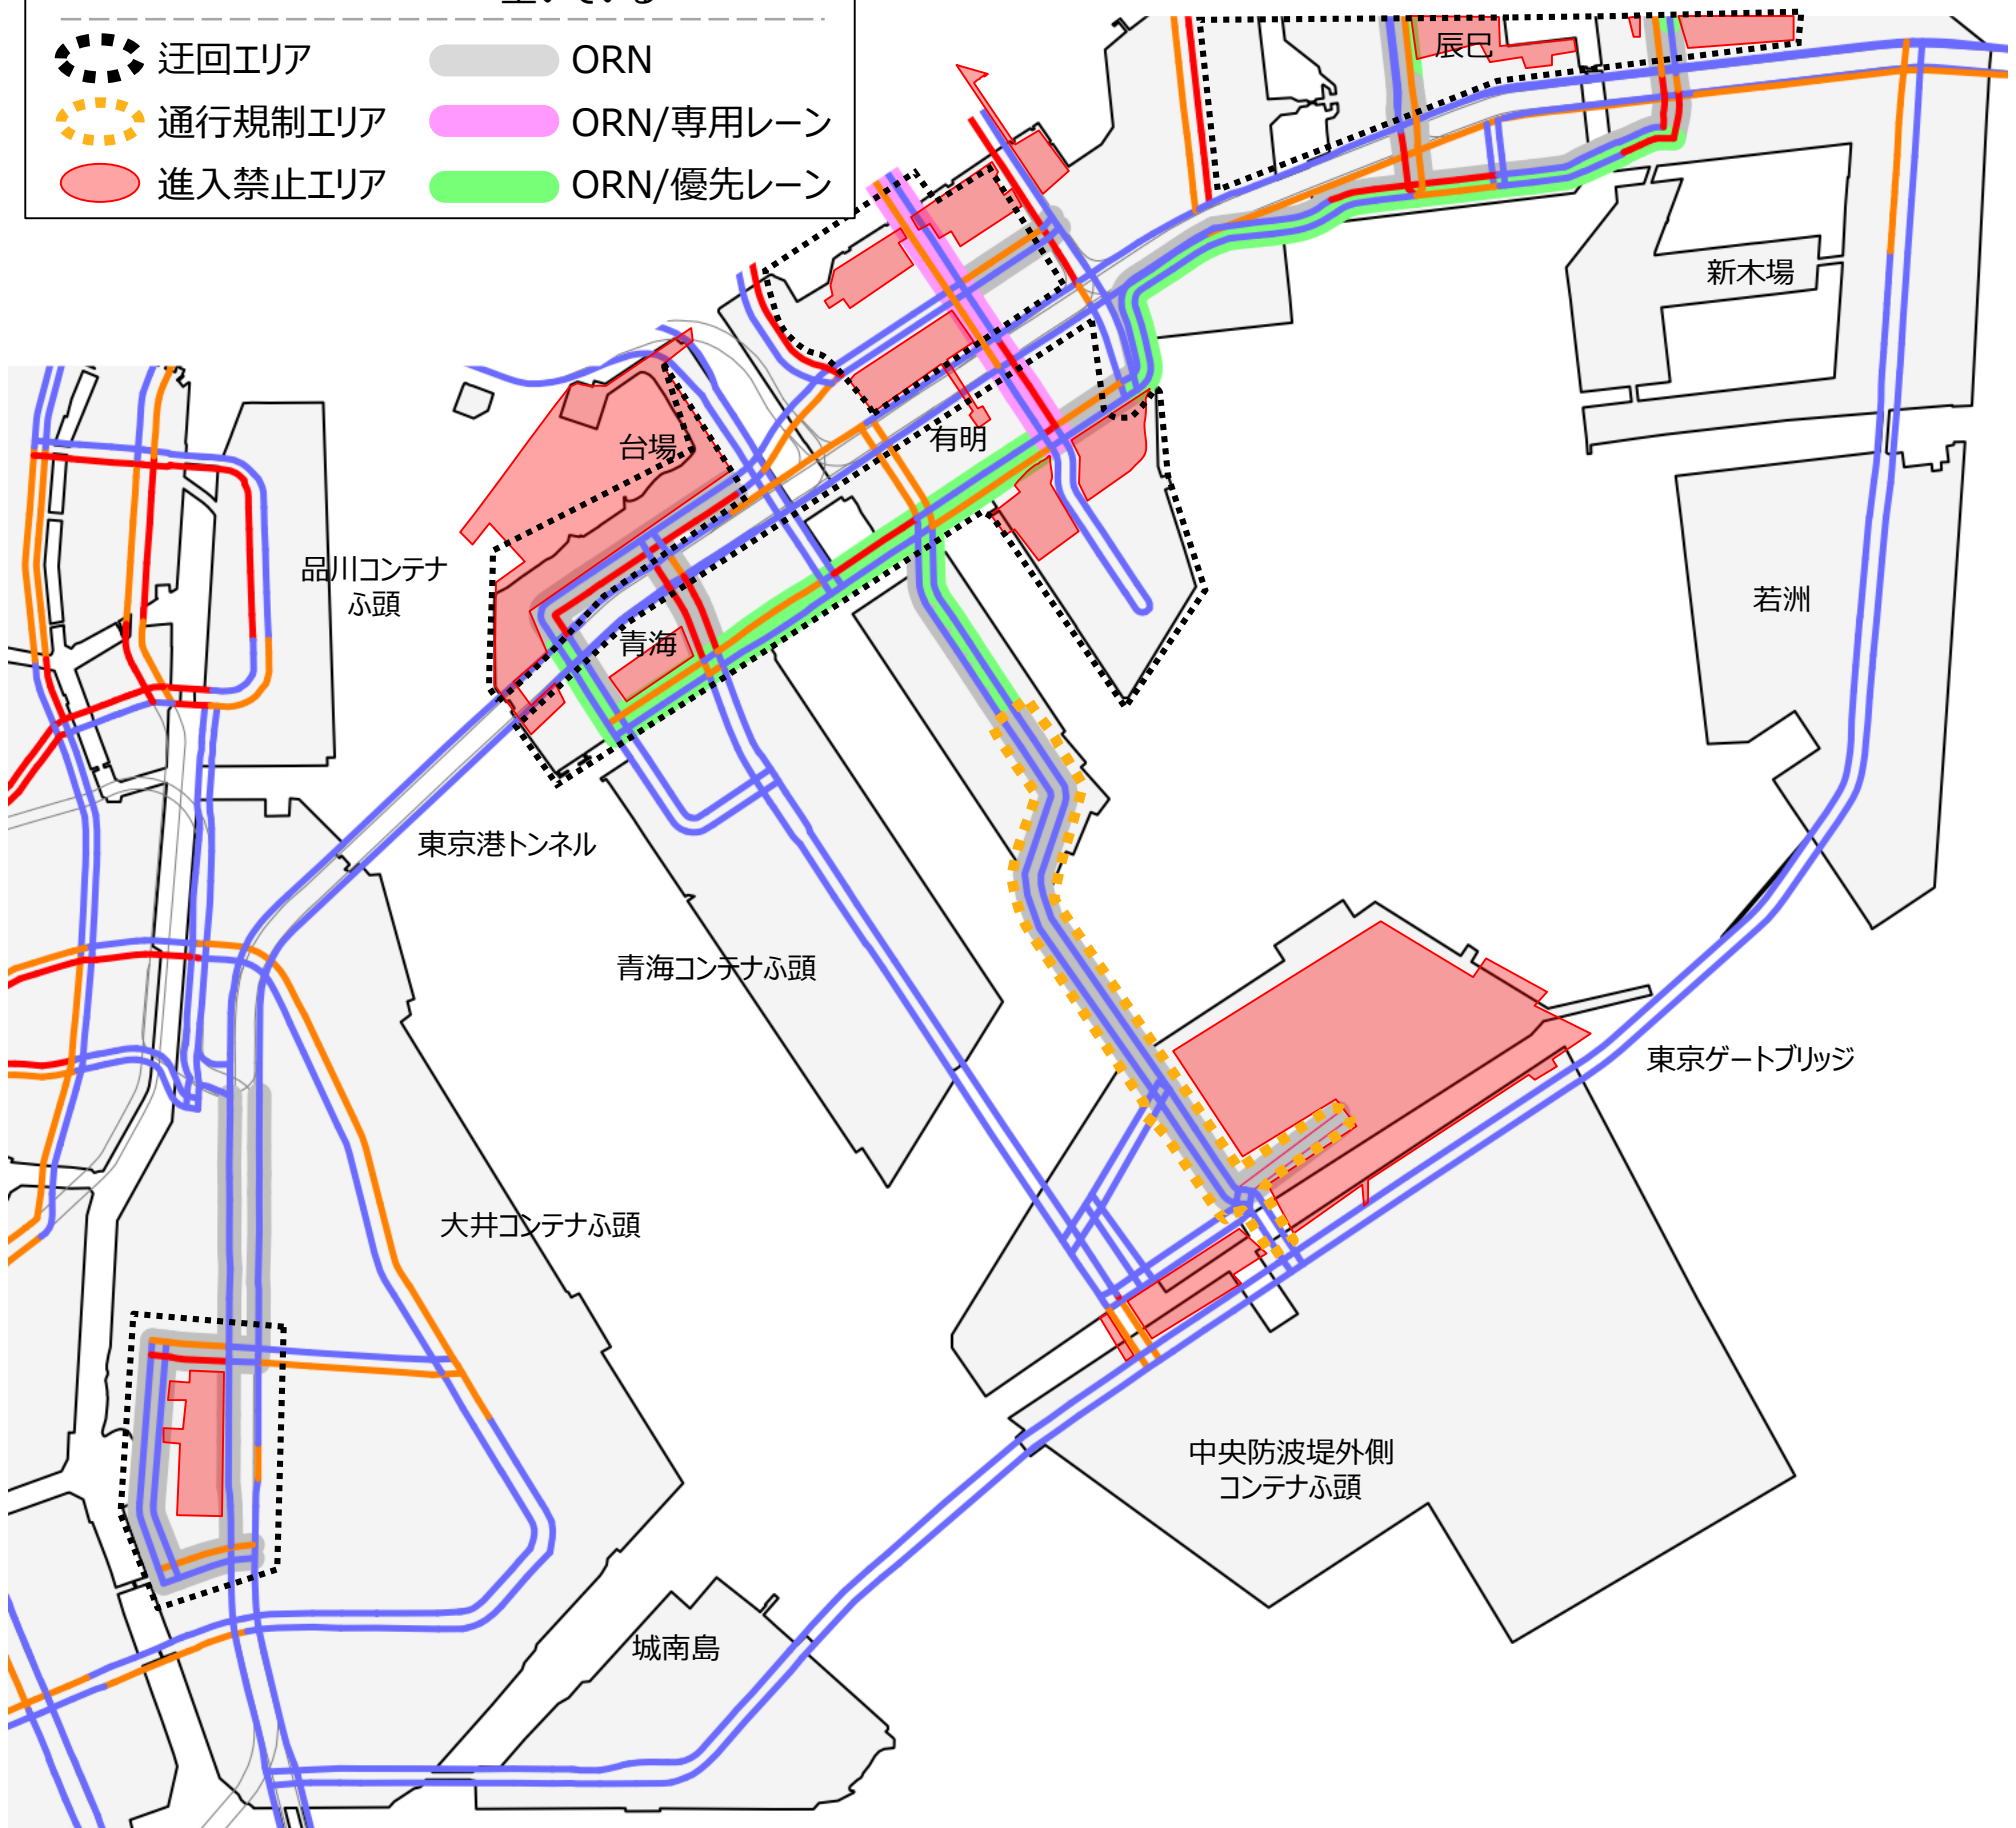 空いている
迂回エリア
ORN
通行規制エリア
ORN/専用レーン
進入禁止エリア
ORN/優先レーン
辰巳
新木場
有明
台場
品川コンテナ
ふ頭
若洲
青海
東京港トンネル
青海コンテナふ頭
東京ゲートブリッジ
大井コンテナふ頭
中央防波堤外側
コンテナふ頭
城南島